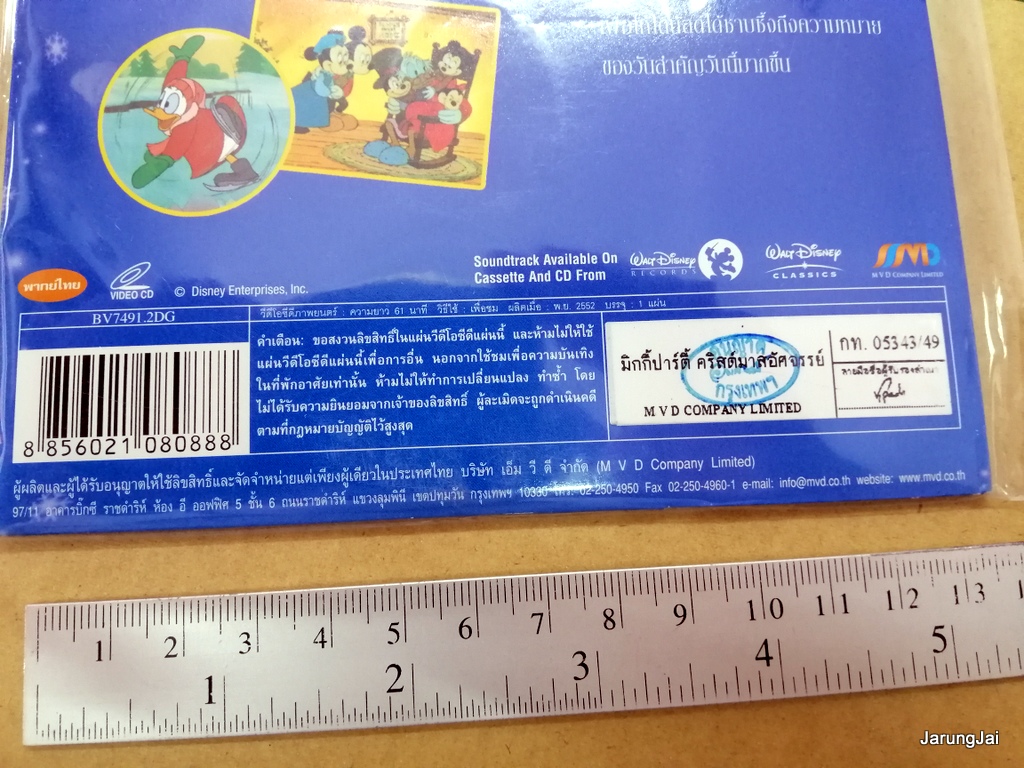 ได้ซาบซึ้งถึงความหมาย
ของวันสำคัญวันนี้มากขึ้น
พากย์ไทย
VIDEO CD
© Disney Enterprises, Inc.
Soundtrack Available On
Cassette And CD From
WALT DISNEY
RECORDS
WALT DISNEY
CLASSICS
MVD
M V D COMPANY LIMITED
BV7491.2DG
วีดีโอซีดีภาพยนตร์ : ความยาว 61 นาที วิธีใช้ : เพื่อชม ผลิตเมื่อ : พ.ย. 2552 บรรจุ : 1 แผ่น
8 856021 080888
คำเตือน: ขอสงวนลิขสิทธิ์ในแผ่นวีดีโอซีดีแผ่นนี้ และห้ามไม่ให้ใช้
แผ่นวีดีโอซีดีแผ่นนี้เพื่อการอื่น นอกจากใช้ชมเพื่อความบันเทิง
ในที่พักอาศัยเท่านั้น ห้ามไม่ให้ทำการเปลี่ยนแปลง ทำซ้ำ โดย
ไม่ได้รับความยินยอมจากเจ้าของลิขสิทธิ์ ผู้ละเมิดจะถูกดำเนินคดี
ตามที่กฎหมายบัญญัติไว้สูงสุด
มิกกี้ปาร์ตี้ คริสต์มาสอัศจรรย์
กรุงเทพฯ
M V D COMPANY LIMITED
กท. 05343/49
ผู้ผลิตและผู้ได้รับอนุญาตให้ใช้ลิขสิทธิ์และจัดจำหน่ายแต่เพียงผู้เดียวในประเทศไทย บริษัท เอ็ม วี ดี จำกัด (M V D Company Limited)
97/11 อาคารบิ๊กซี ราชดำริห์ ห้อง อี ออฟฟิศ 5 ชั้น 6 ถนนราชดำริห์ แขวงลุมพินี เขตปทุมวัน กรุงเทพฯ 10330 โทร. 02-250-4950 Fax 02-250-4960-1 e-mail: info@mvd.co.th website: www.mvd.co.th
1 2 3 4 5 6 7 8 9 10 11 12 13
1 2 3 4 5
JarungJai